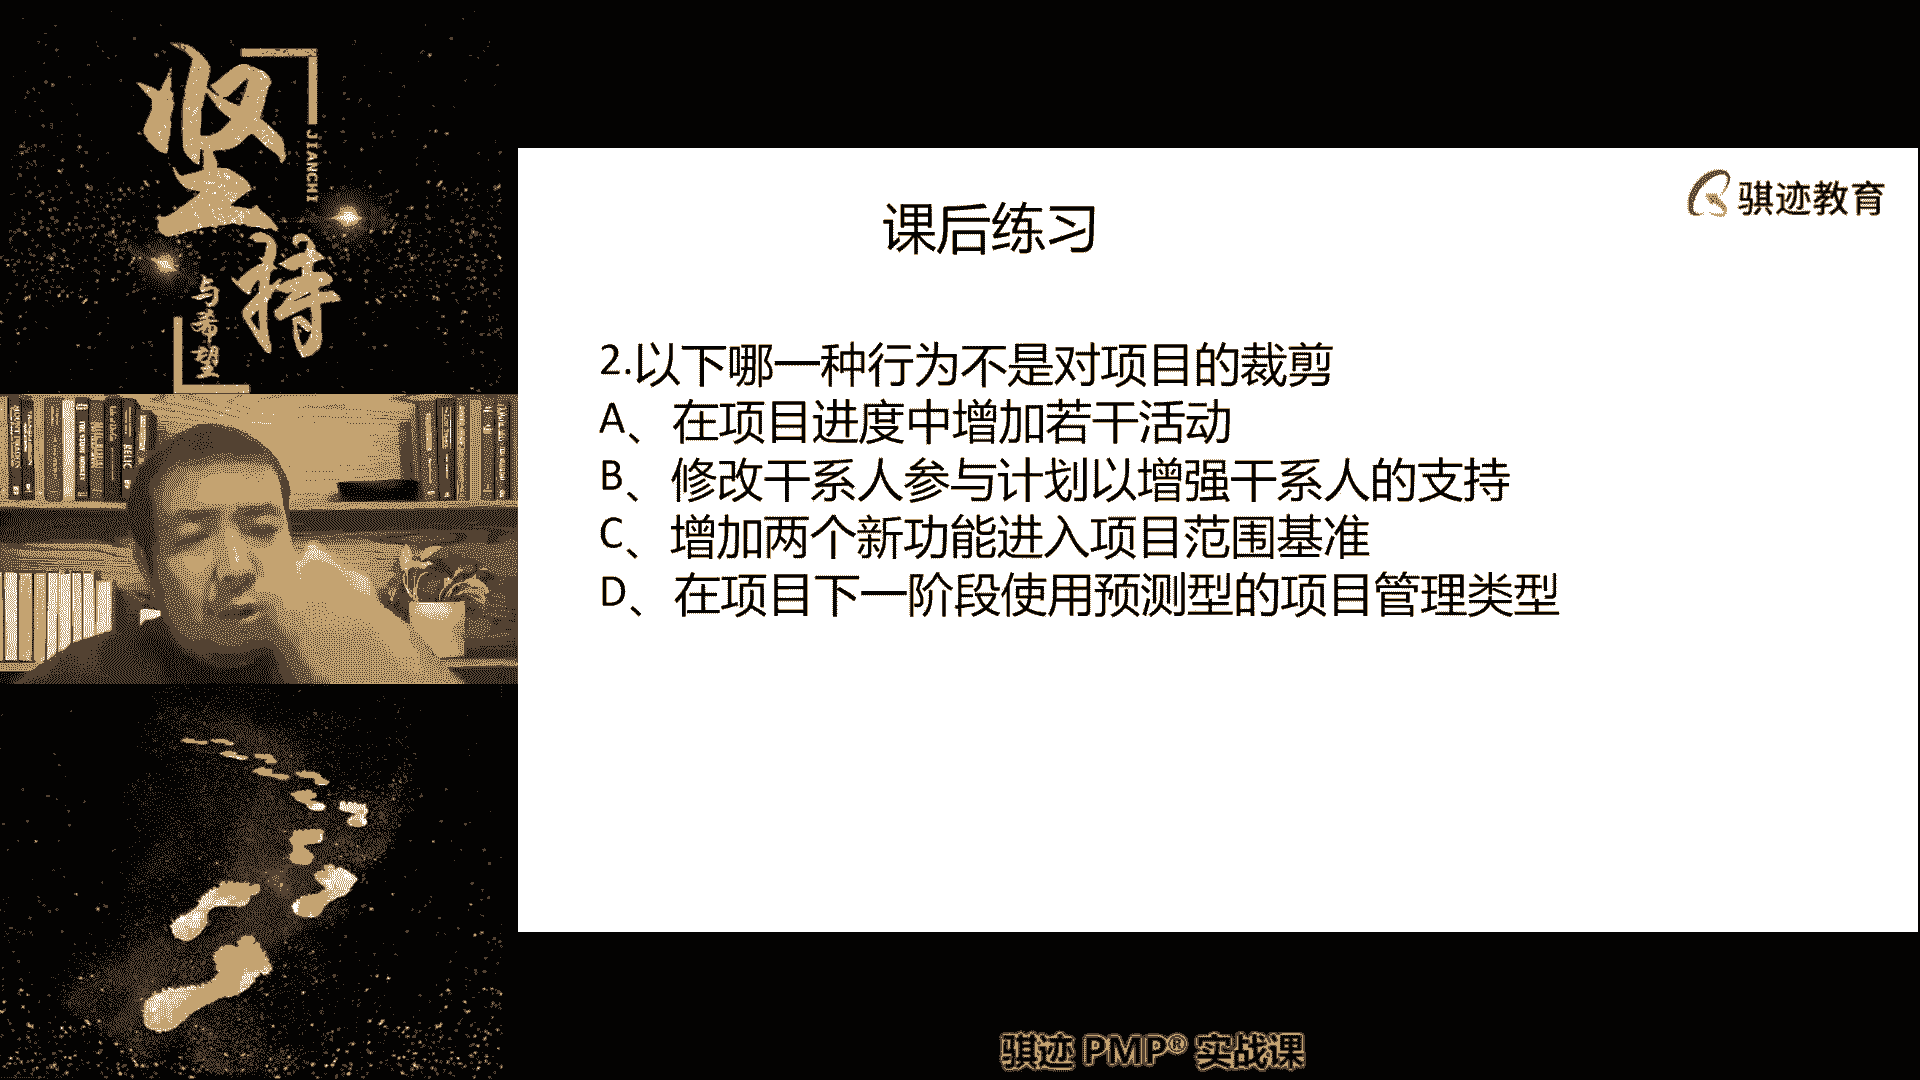 坚持
JIANCHI
与希望
骐迹教育
课后练习
2.以下哪一种行为不是对项目的裁剪
A、在项目进度中增加若干活动
B、修改干系人参与计划以增强干系人的支持
C、增加两个新功能进入项目范围基准
D、在项目下一阶段使用预测型的项目管理类型
骐迹 PMP® 实战课